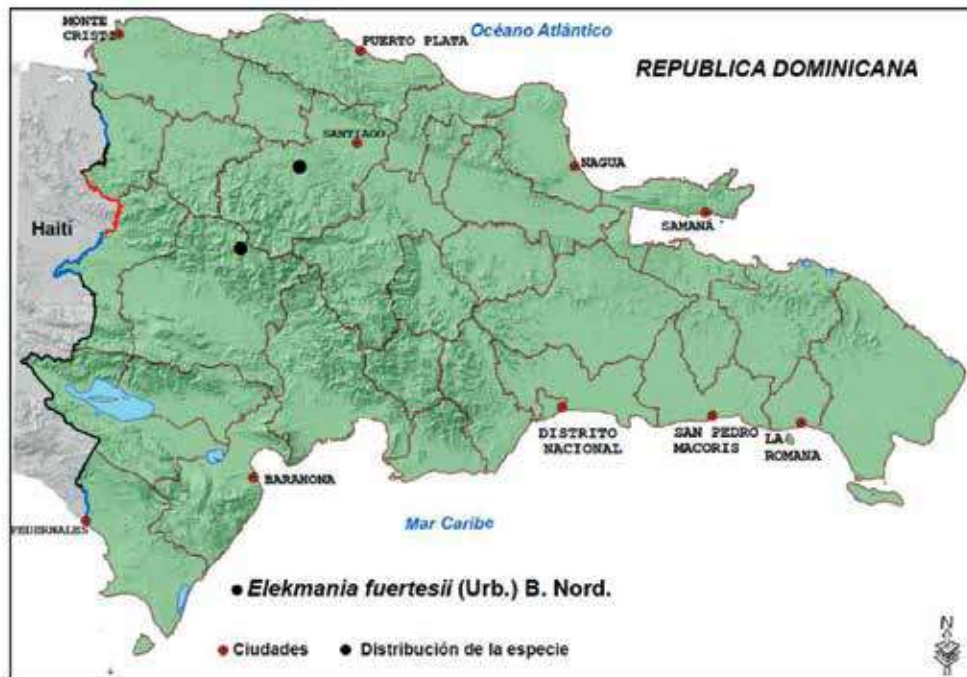 MONTE
CRISTI
PUERTO PLATA
Océano Atlántico
REPUBLICA DOMINICANA
SANTIAGO
NAGUA
SAMANA
Haití
DISTRITO
NACIONAL
SAN PEDRO
MACORIS
LA
ROMANA
BARAHONA
PEDERNALES
Mar Caribe
Elekmania fuertesii (Urb.) B. Nord.
Ciudades
Distribución de la especie
N